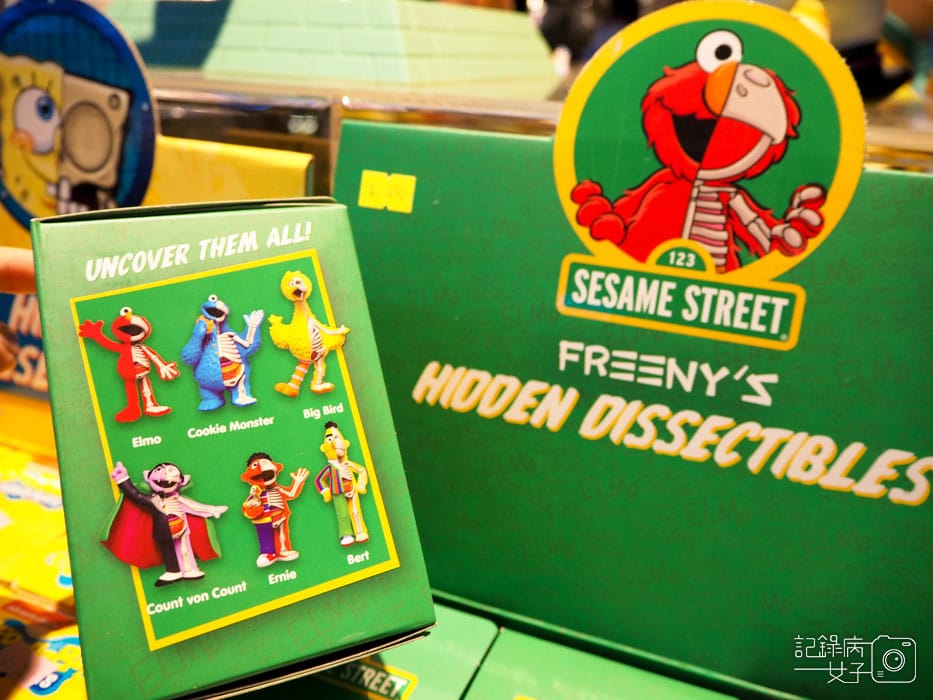 UNCOVER THEM ALL!
Elmo
Cookie Monster
Big Bird
Count von Count
Ernie
Bert
123
SESAME STREET
FREENY'S
HIDDEN DISSECTIBLES
STREET
記錄病
女子